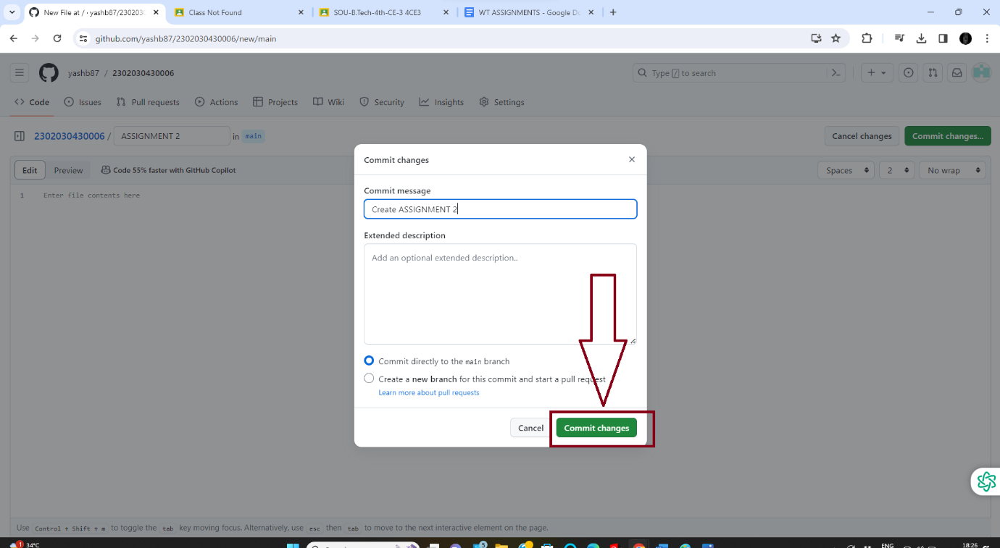 New File at / · yashb87/230203
Class Not Found
SOU-B.Tech-4th-CE-3 4CE3
WT ASSIGNMENTS - Google Do
github.com/yashb87/2302030430006/new/main
yashb87 / 2302030430006
Type / to search
Code Issues Pull requests Actions Projects Wiki Security Insights Settings
2302030430006 / ASSIGNMENT 2 in main
Cancel changes Commit changes...
Edit Preview Code 55% faster with GitHub Copilot
Spaces 2 No wrap
1 Enter file contents here
Commit changes
Commit message
Create ASSIGNMENT 2
Extended description
Add an optional extended description..
Commit directly to the main branch
Create a new branch for this commit and start a pull request
Learn more about pull requests
Cancel Commit changes
Use Control + Shift + m to toggle the tab key moving focus. Alternatively, use esc then tab to move to the next interactive element on the page.
1 34°C
5
ENG
18:26